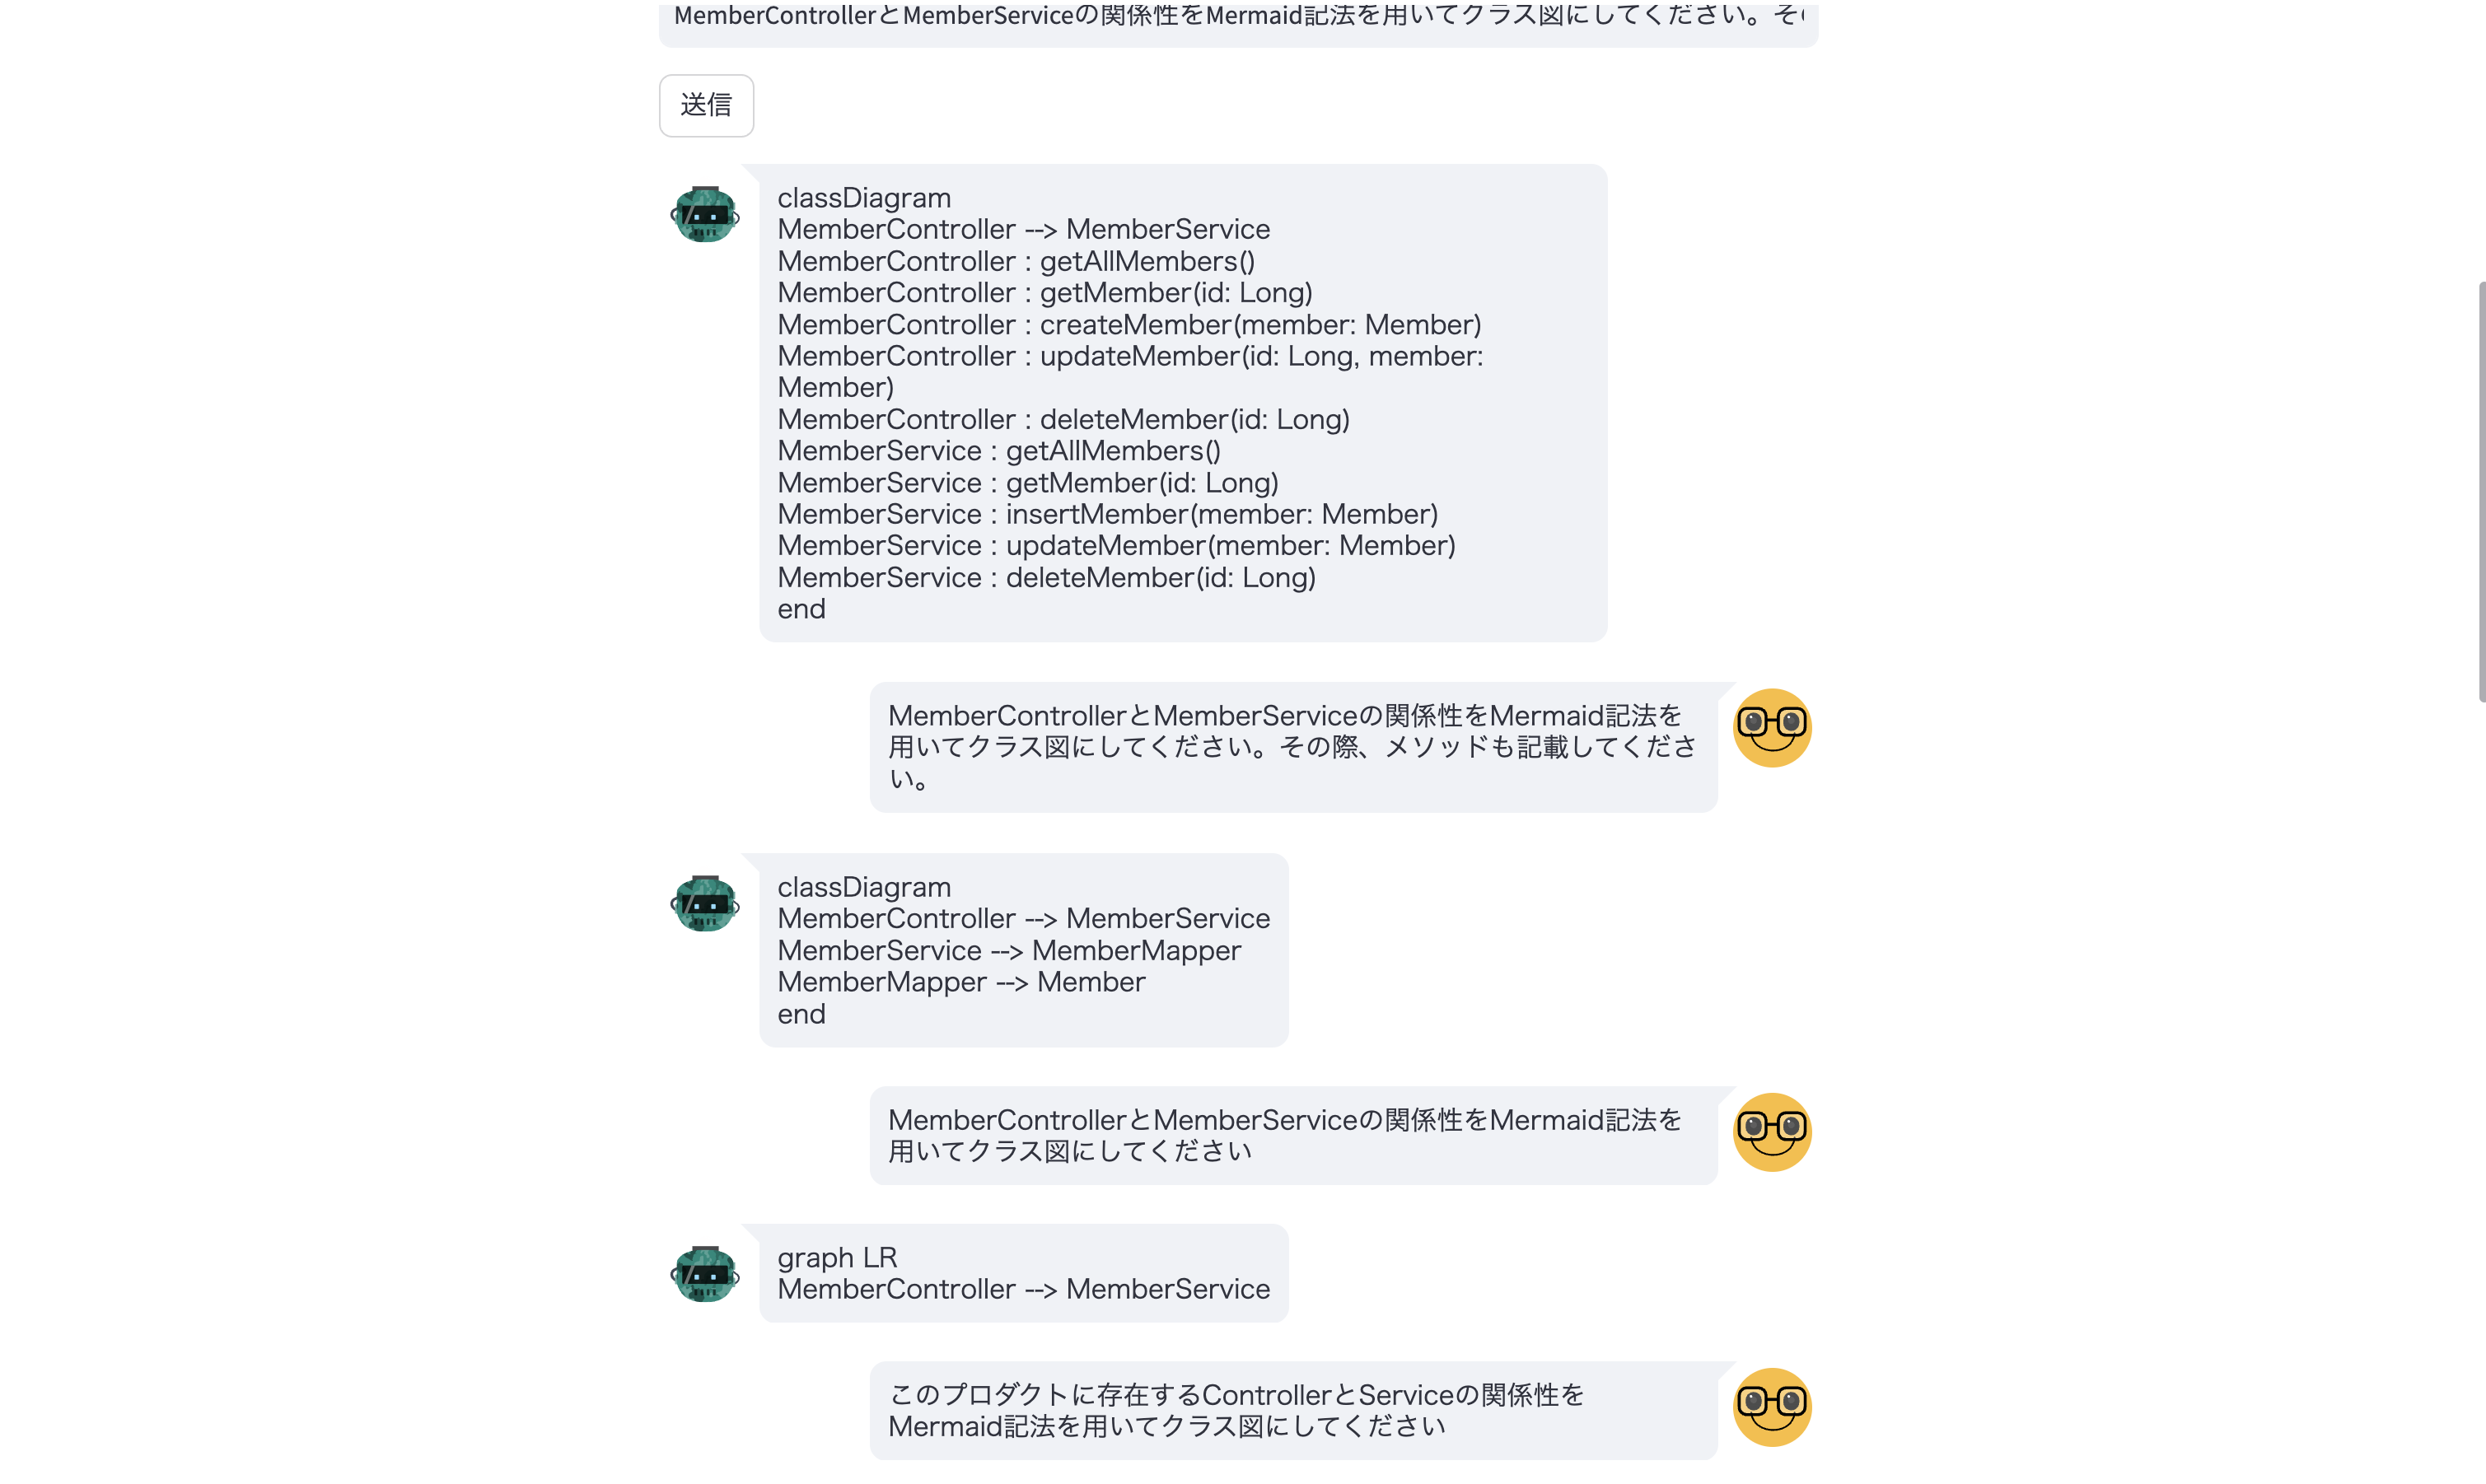 MemberControllerとMemberServiceの関係性をMermaid記法を用いてクラス図にしてください。そ
送信
classDiagram
MemberController --> MemberService
MemberController : getAllMembers()
MemberController : getMember(id: Long)
MemberController : createMember(member: Member)
MemberController : updateMember(id: Long, member:
Member)
MemberController : deleteMember(id: Long)
MemberService : getAllMembers()
MemberService : getMember(id: Long)
MemberService : insertMember(member: Member)
MemberService : updateMember(member: Member)
MemberService : deleteMember(id: Long)
end
MemberControllerとMemberServiceの関係性をMermaid記法を
用いてクラス図にしてください。その際、メソッドも記載してくださ
い。
classDiagram
MemberController --> MemberService
MemberService --> MemberMapper
MemberMapper --> Member
end
MemberControllerとMemberServiceの関係性をMermaid記法を
用いてクラス図にしてください
graph LR
MemberController --> MemberService
このプロダクトに存在するControllerとServiceの関係性を
Mermaid記法を用いてクラス図にしてください